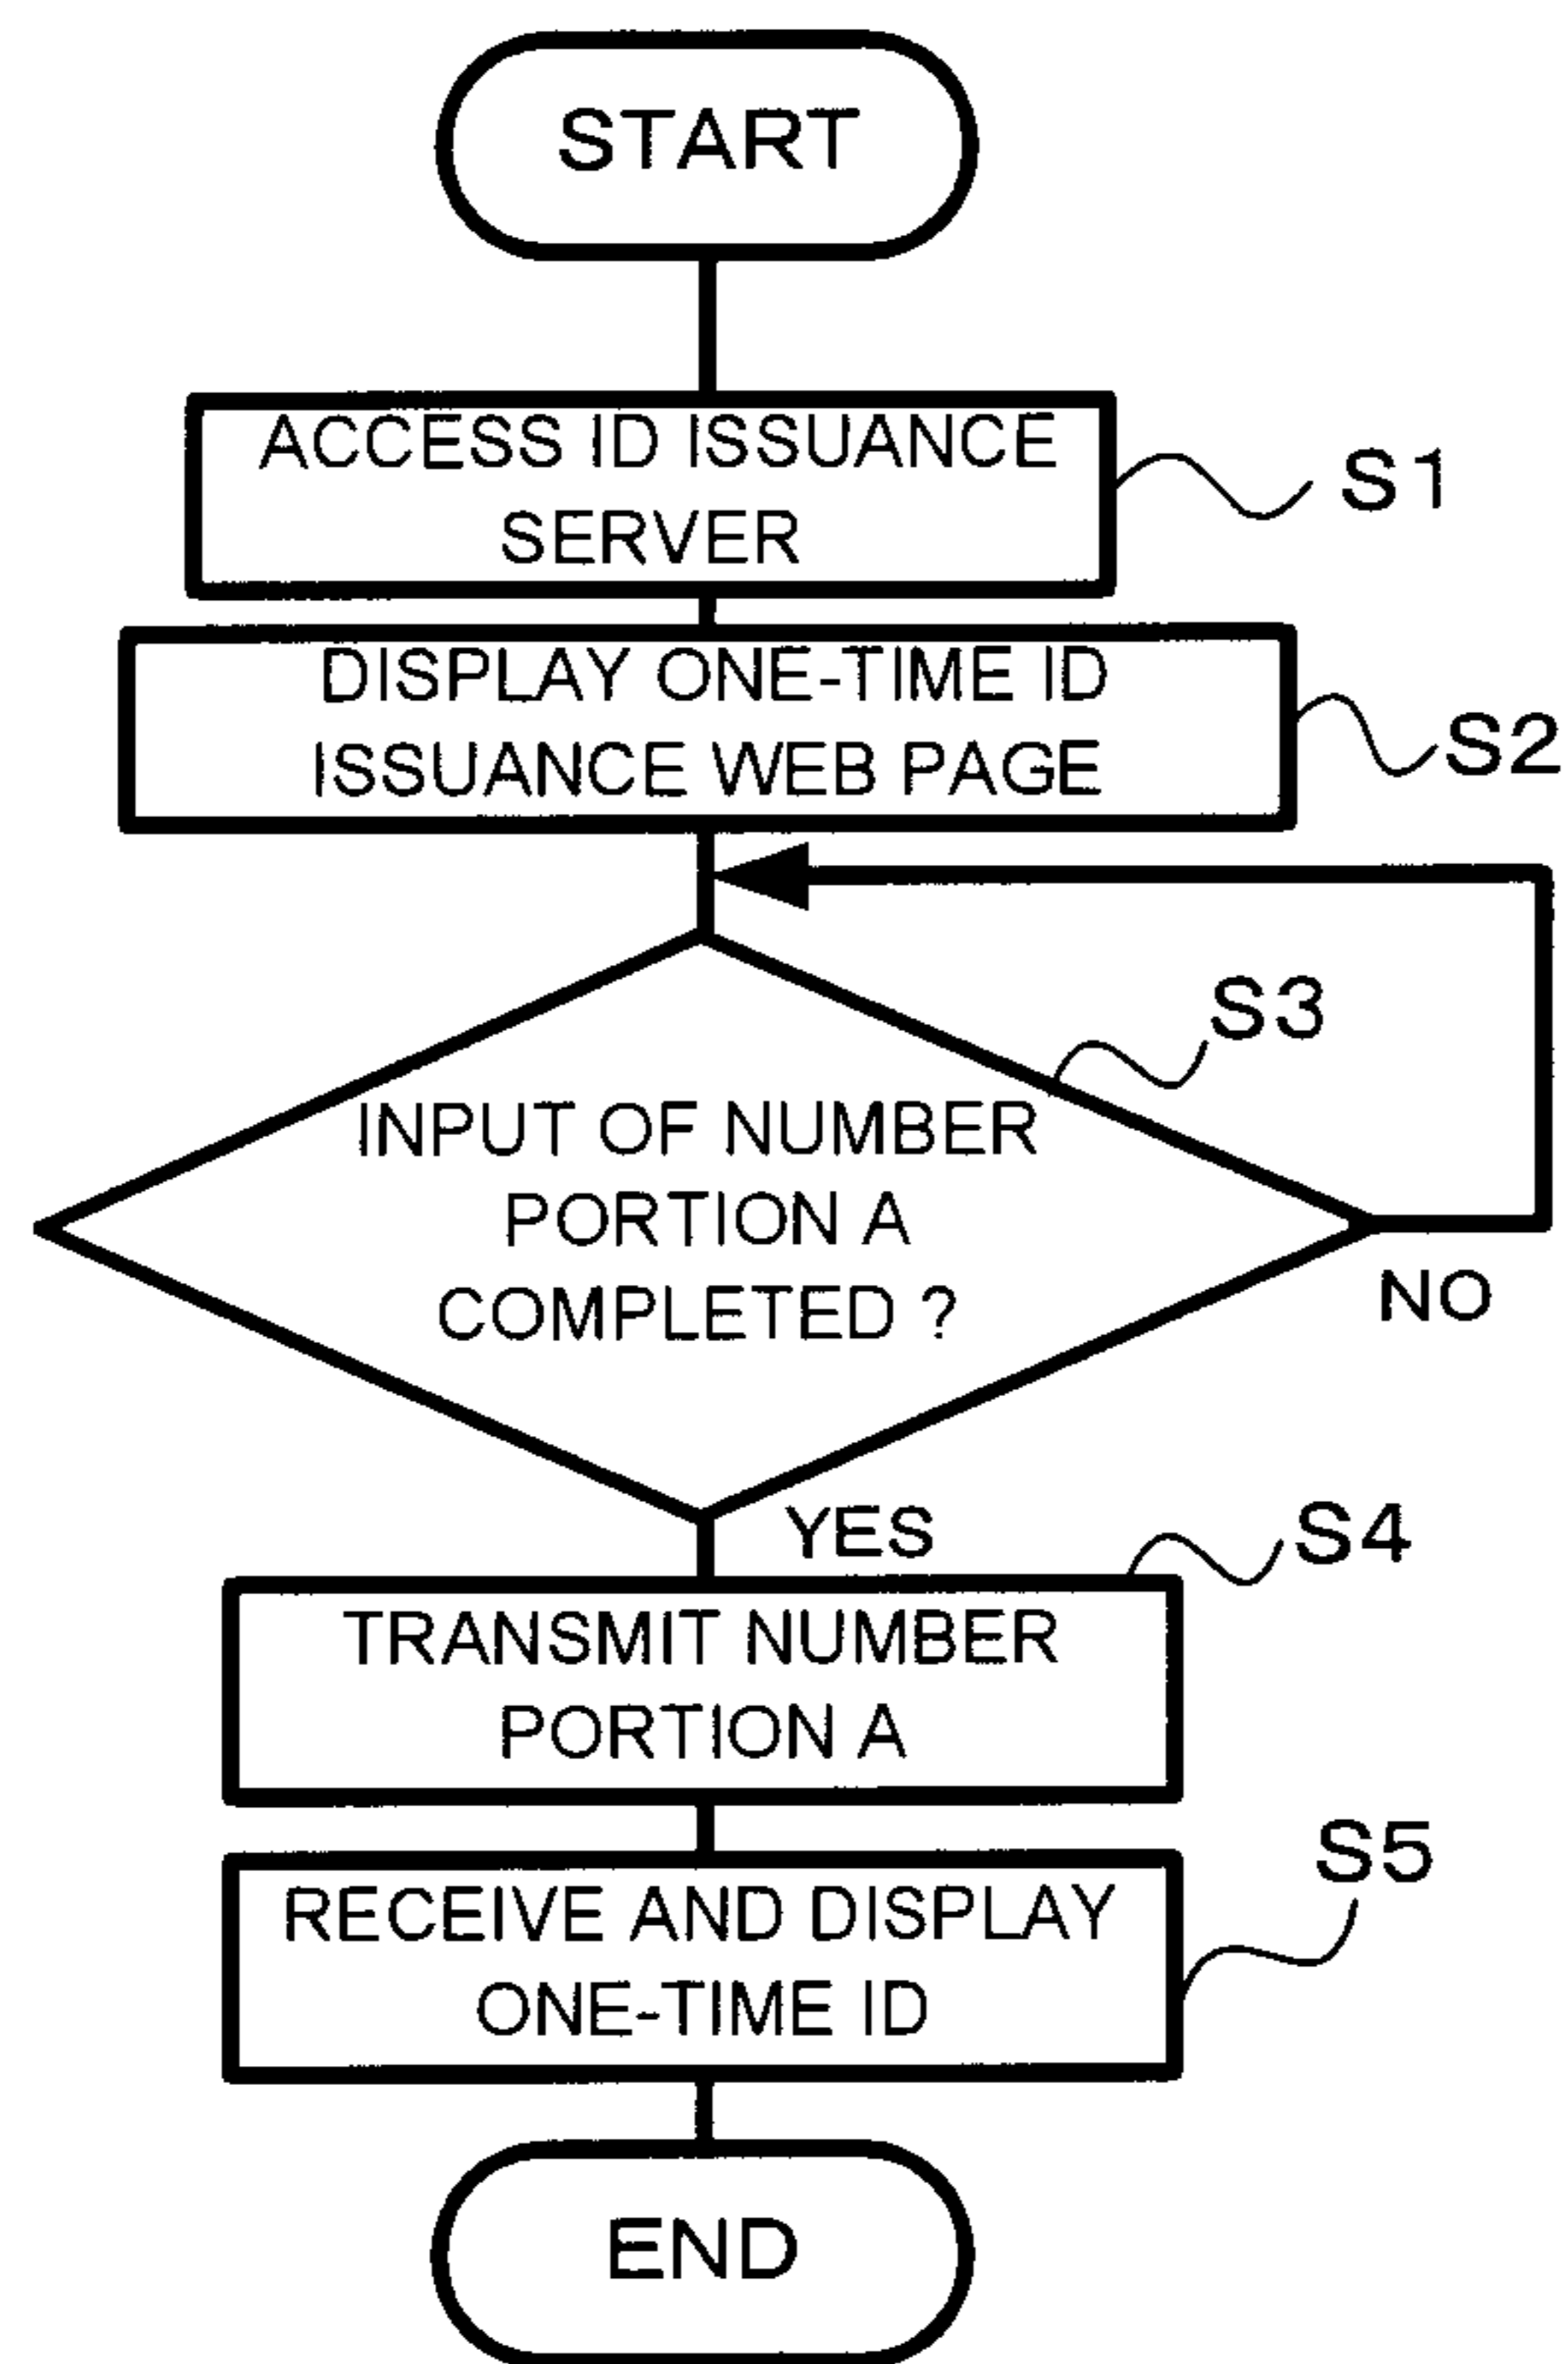 START
ACCESS ID ISSUANCE
SERVER
S1
DISPLAY ONE-TIME ID
ISSUANCE WEB PAGE
S2
S3
INPUT OF NUMBER
PORTION A
COMPLETED ?
NO
YES
S4
TRANSMIT NUMBER
PORTION A
S5
RECEIVE AND DISPLAY
ONE-TIME ID
END